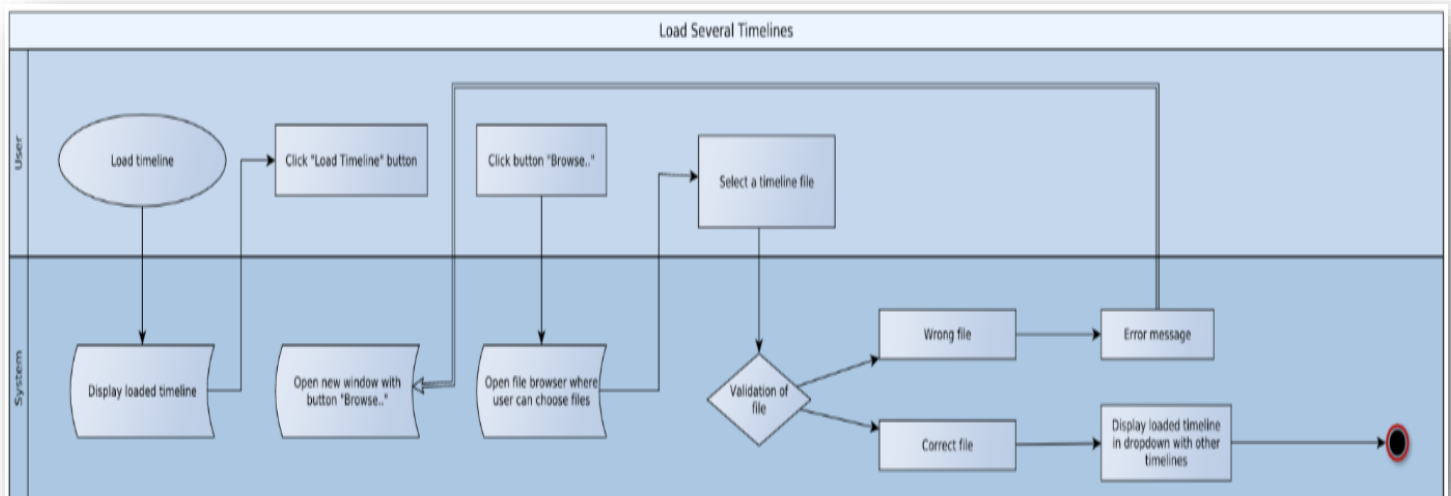 Load Several Timelines
User
Load timeline
Click "Load Timeline" button
Click button "Browse.."
Select a timeline file
System
Display loaded timeline
Open new window with
button "Browse.."
Open file browser where
user can choose files
Validation of
file
Wrong file
Error message
Correct file
Display loaded timeline
in dropdown with other
timelines